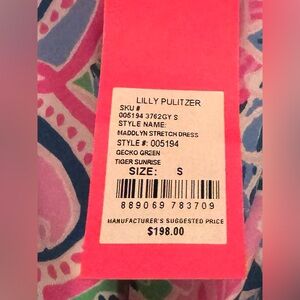 LILLY PULITZER
SKU #
005194 3762GY S
STYLE NAME:
MADDLYN STRETCH DRESS
STYLE #: 005194
GECKO GREEN
TIGER SUNRISE
SIZE: S
889069 783709
MANUFACTURER'S SUGGESTED PRICE
$198.00